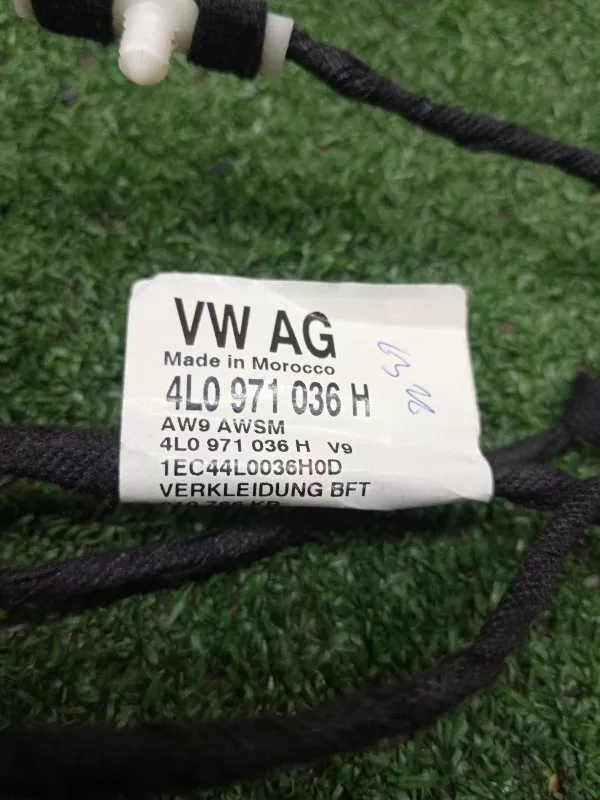 VW AG
Made in Morocco
4L0 971 036 H
AW9 AWSM
4L0 971 036 H V9
1EC44L0036H0D
VERKLEIDUNG BFT